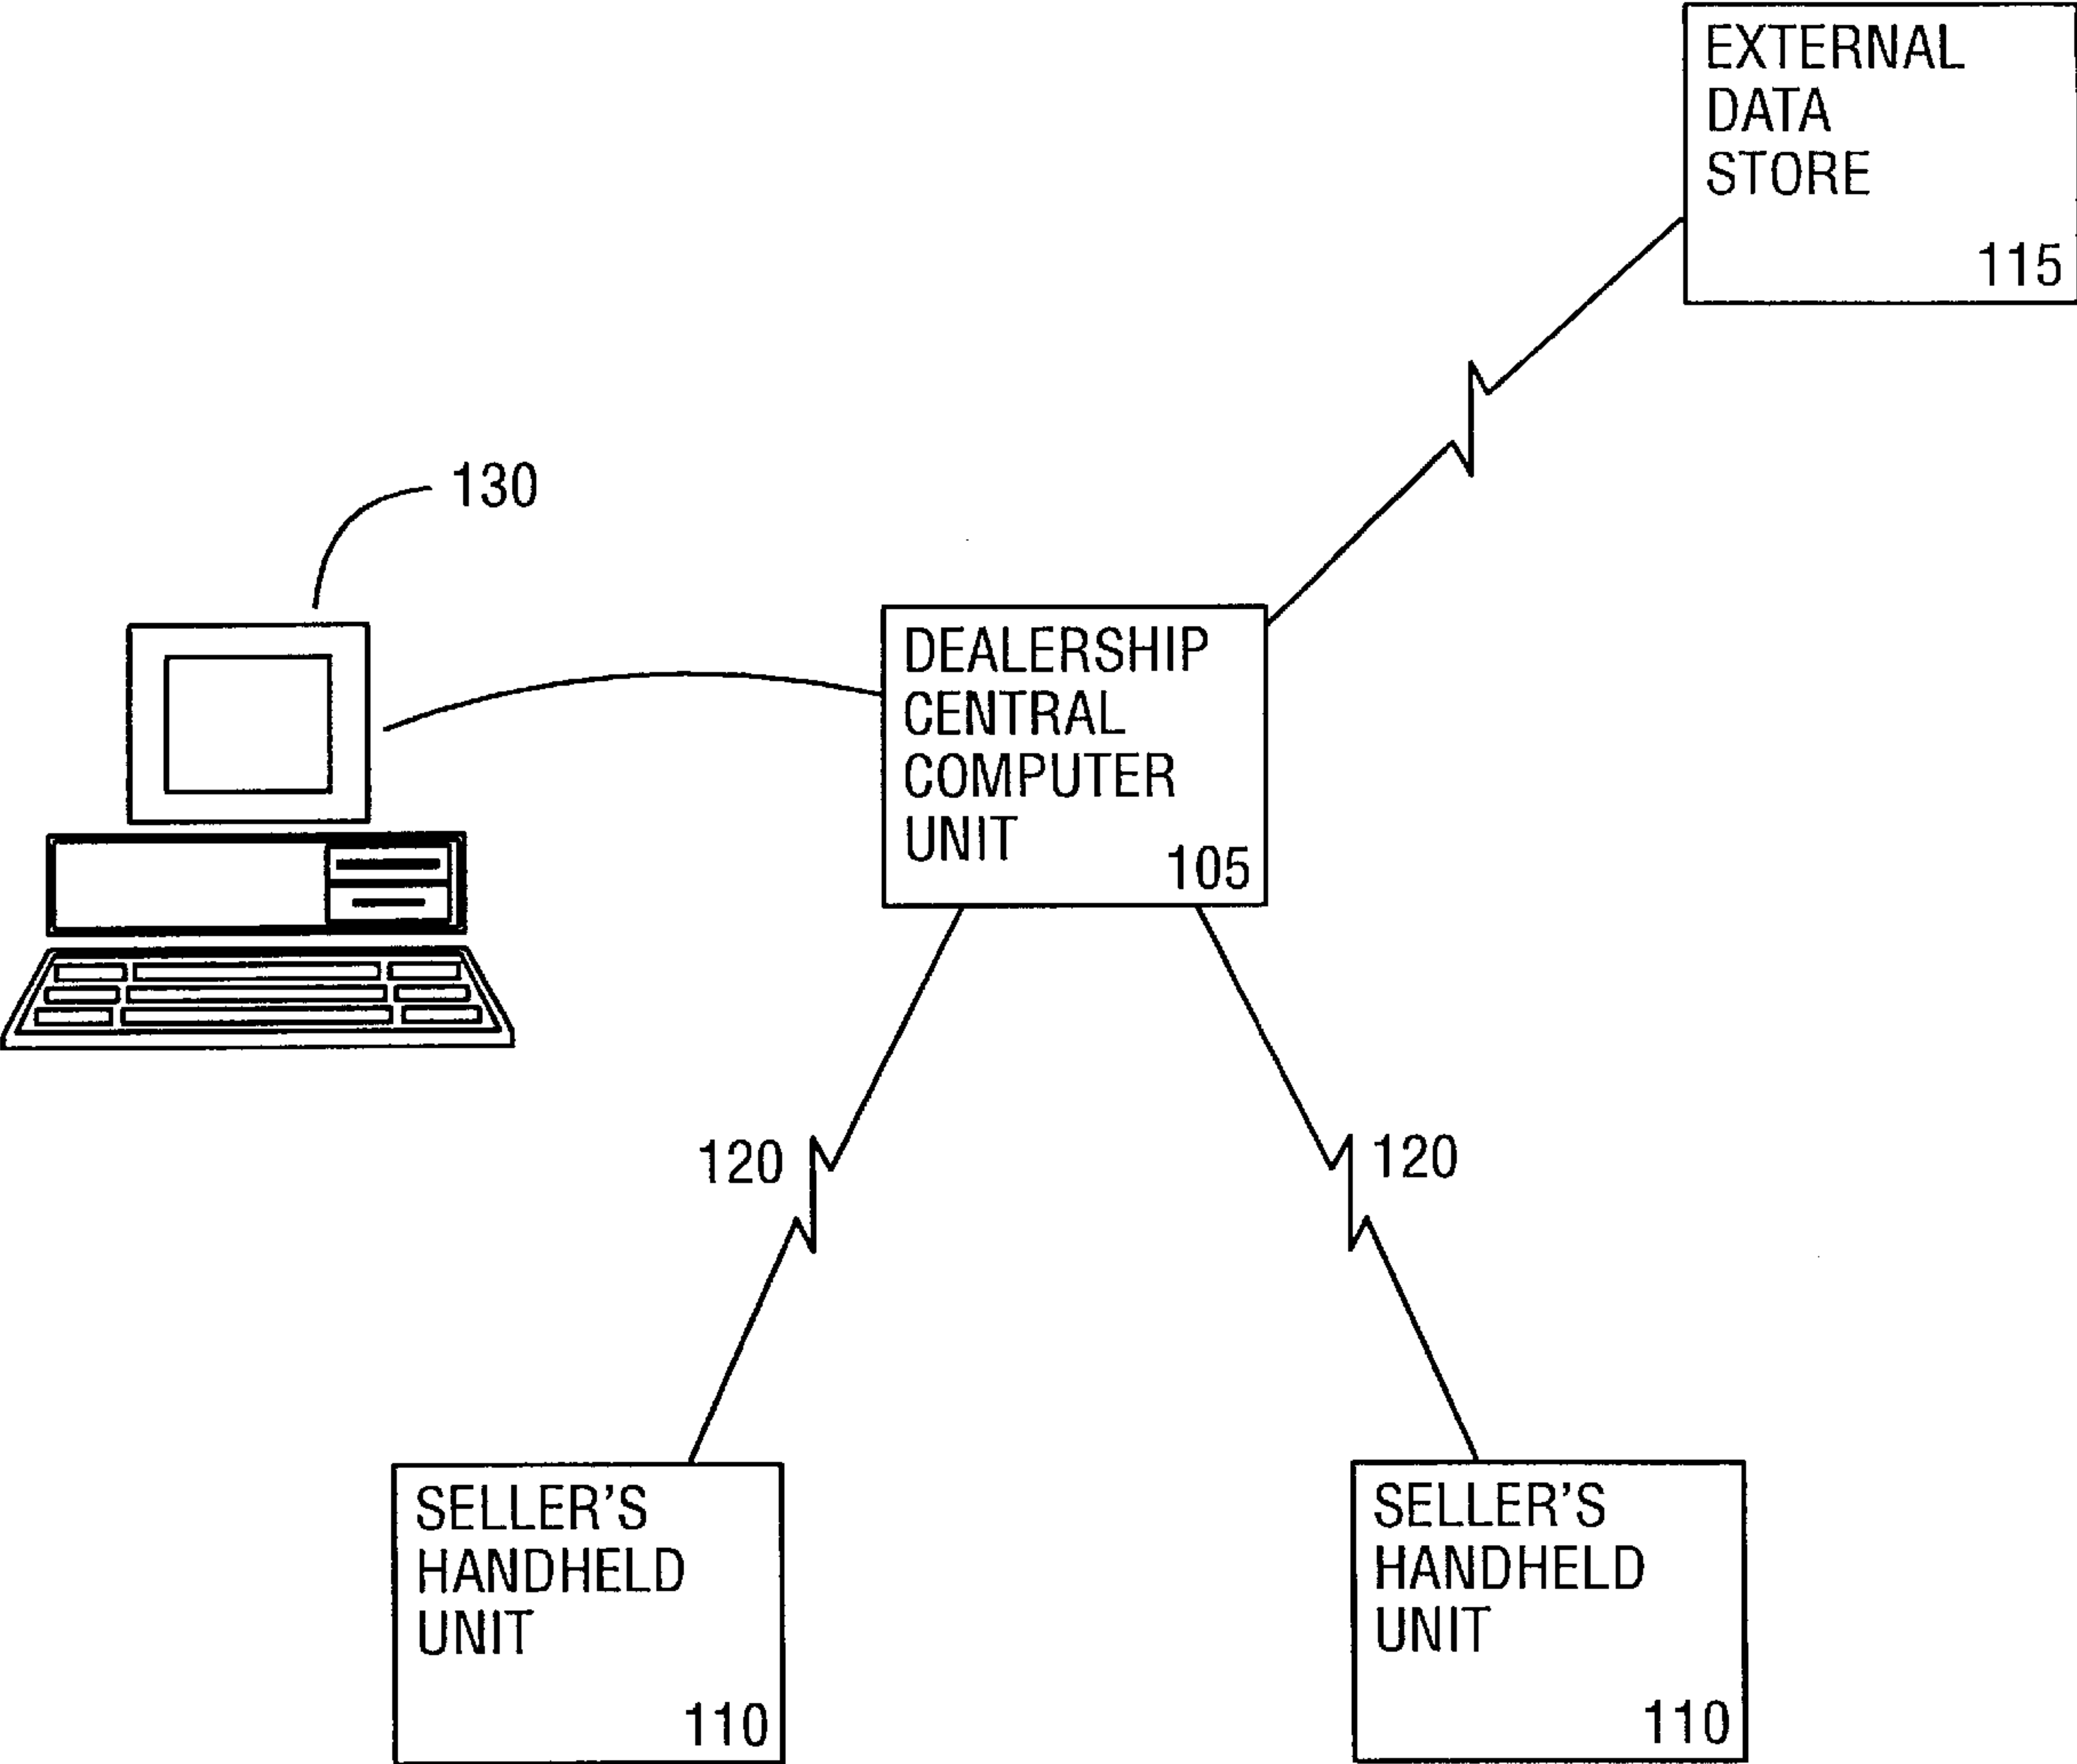 EXTERNAL
DATA
STORE
115
130
DEALERSHIP
CENTRAL
COMPUTER
UNIT
105
120
120
SELLER’S
HANDHELD
UNIT
110
SELLER’S
HANDHELD
UNIT
110